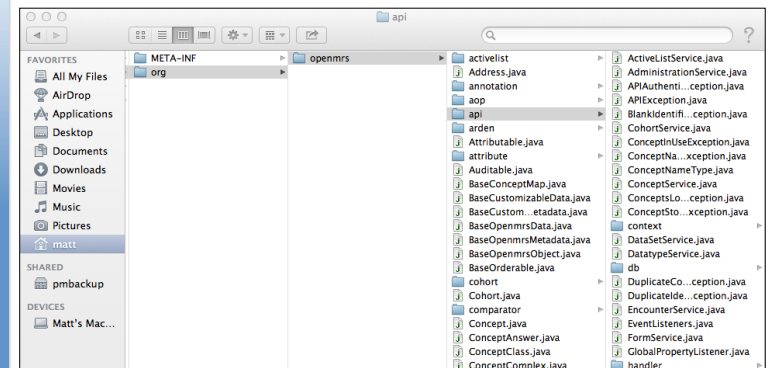 api
?
FAVORITES
All My Files
AirDrop
Applications
Desktop
Documents
Downloads
Movies
Music
Pictures
matt
SHARED
pmbackup
DEVICES
Matt's Mac...
META-INF
org
openmrs
activelist
Address.java
annotation
aop
api
arden
Attributable.java
attribute
Auditable.java
BaseConceptMap.java
BaseCustomizableData.java
BaseCustom...etadata.java
BaseOpenmrsData.java
BaseOpenmrsMetadata.java
BaseOpenmrsObject.java
BaseOrderable.java
cohort
Cohort.java
comparator
Concept.java
ConceptAnswer.java
ConceptClass.java
ConceptComplex.java
ActiveListService.java
AdministrationService.java
APIAuthenti...ception.java
APIException.java
BlankIdentifi...ception.java
CohortService.java
ConceptInUseException.java
ConceptNa...xception.java
ConceptNameType.java
ConceptService.java
ConceptsLo...ception.java
ConceptSto...xception.java
context
DataSetService.java
DatatypeService.java
db
DuplicateCo...ception.java
DuplicateIde...ception.java
EncounterService.java
EventListeners.java
FormService.java
GlobalPropertyListener.java
handler